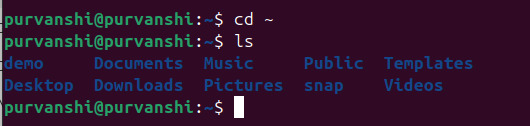 purvanshi@purvanshi:~$ cd ~
purvanshi@purvanshi:~$ ls
demo Documents Music Public Templates
Desktop Downloads Pictures snap Videos
purvanshi@purvanshi:~$